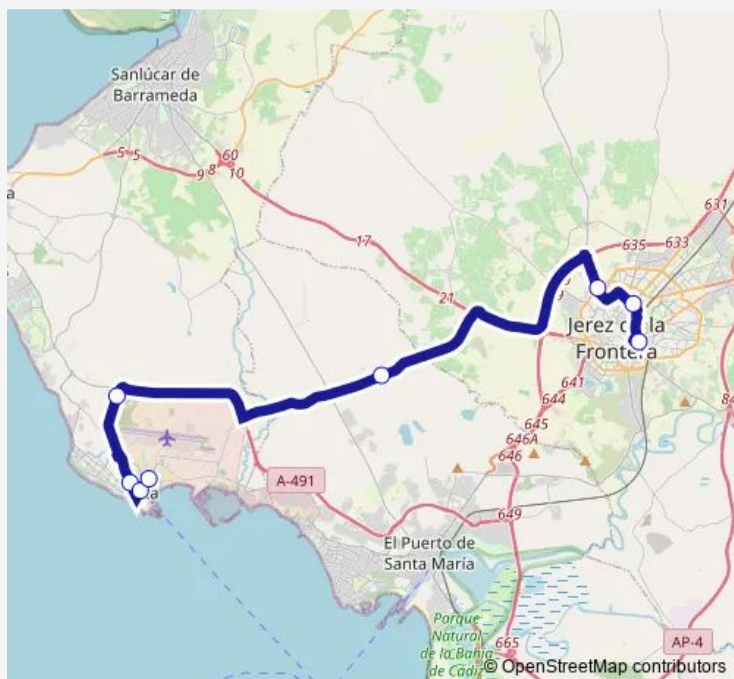 Sanlúcar de
Barrameda
5
5
9
8
60
10
17
21
631
635
633
9
Jerez de la
Frontera
641
644
645
646A
646
84
A-491
649
El Puerto de
Santa María
Parque
Natural
de la Bahía
de Cádiz
665
AP-4
© OpenStreetMap contributors